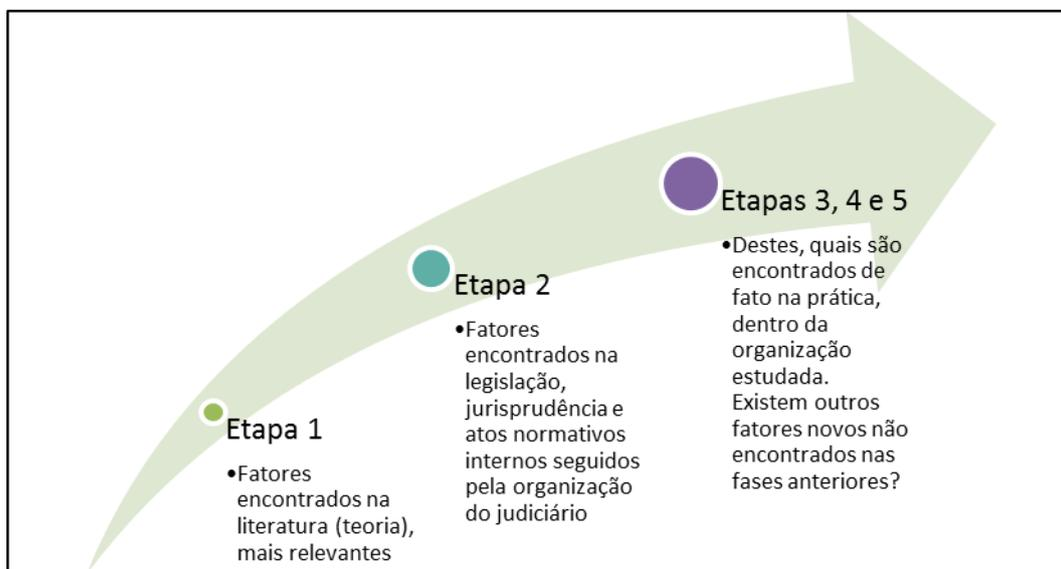 Etapa 1
•Fatores
encontrados na
literatura (teoria),
mais relevantes
Etapa 2
•Fatores
encontrados na
legislação,
jurisprudência e
atos normativos
internos seguidos
pela organização
do judiciário
Etapas 3, 4 e 5
•Destes, quais são
encontrados de
fato na prática,
dentro da
organização
estudada.
Existem outros
fatores novos não
encontrados nas
fases anteriores?